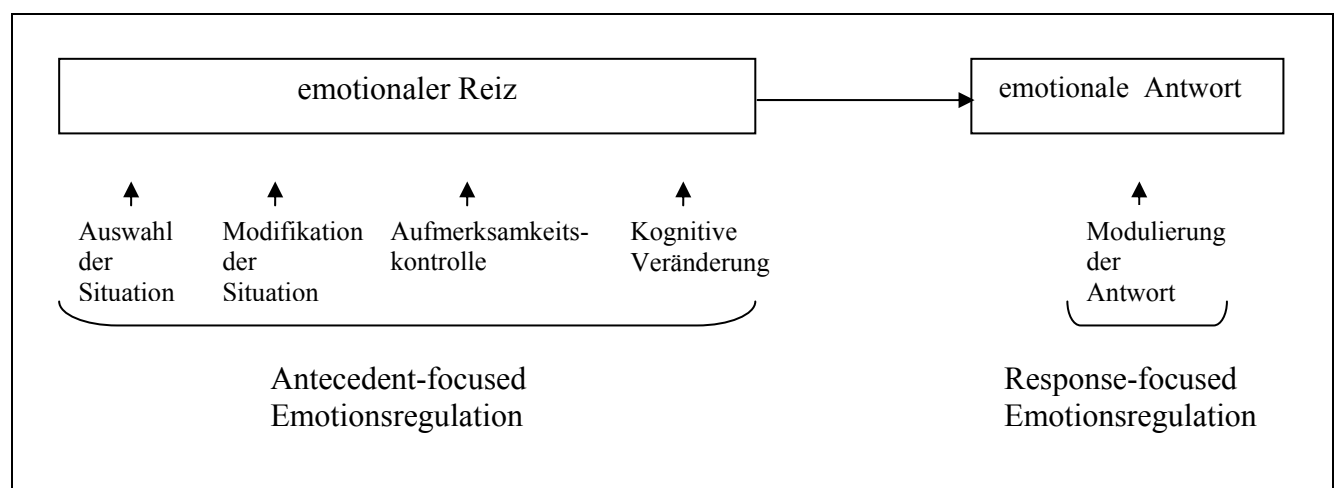 emotionaler Reiz
emotionale Antwort
Auswahl
der
Situation
Modifikation
der
Situation
Aufmerksamkeits-
kontrolle
Kognitive
Veränderung
Modulierung
der
Antwort
Antecedent-focused
Emotionsregulation
Response-focused
Emotionsregulation